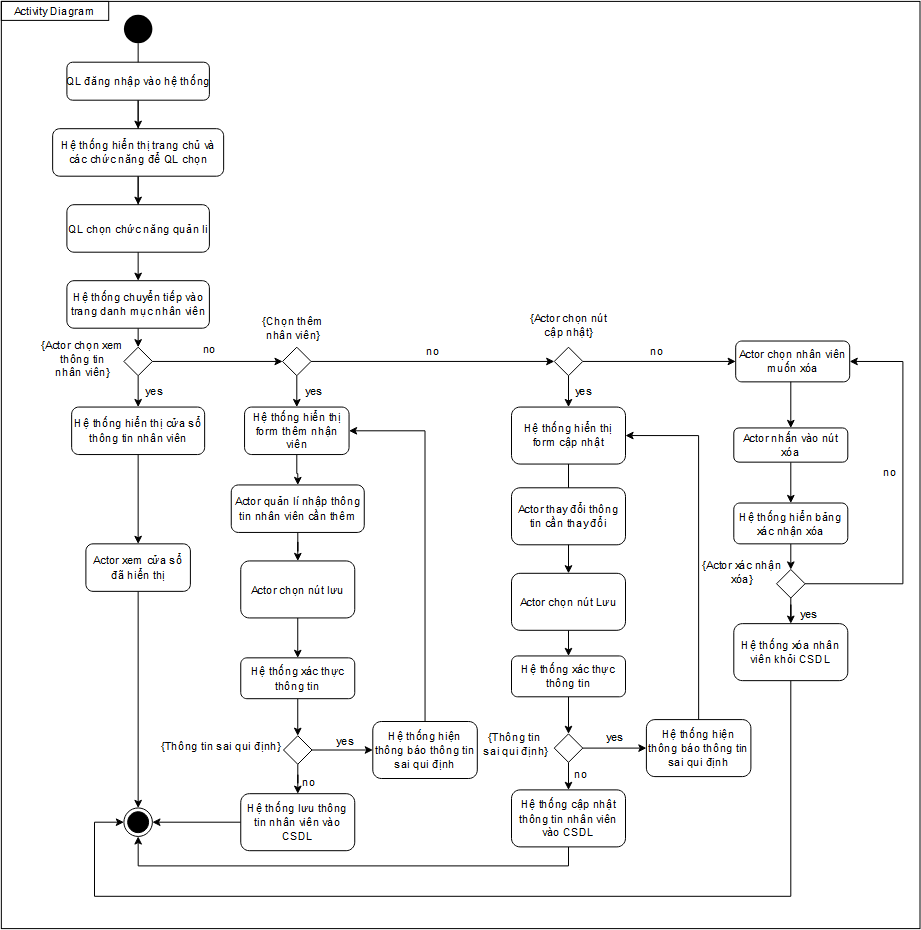 Activity Diagram
QL đăng nhập vào hệ thống
Hệ thống hiển thị trang chủ và
các chức năng để QL chọn
QL chọn chức năng quản lí
Hệ thống chuyển tiếp vào
trang danh mục nhân viên
{Actor chọn xem
thông tin
nhân viên}
no
yes
Hệ thống hiển thị cửa sổ
thông tin nhân viên
Actor xem cửa sổ
đã hiển thị
{Chọn thêm
nhân viên}
no
yes
Hệ thống hiển thị
form thêm nhân
viên
Actor quản lí nhập thông
tin nhân viên cần thêm
Actor chọn nút lưu
Hệ thống xác thực
thông tin
{Thông tin sai qui định}
yes
Hệ thống hiện
thông báo thông tin
sai qui định
no
Hệ thống lưu thông
tin nhân viên vào
CSDL
{Actor chọn nút
cập nhật}
no
yes
Hệ thống hiển thị
form cập nhật
Actor thay đổi thông
tin cần thay đổi
Actor chọn nút Lưu
Hệ thống xác thực
thông tin
{Thông tin
sai qui định}
yes
Hệ thống hiện
thông báo thông tin
sai qui định
no
Hệ thống cập nhật
thông tin nhân viên
vào CSDL
Actor chọn nhân viên
muốn xóa
Actor nhấn vào nút
xóa
Hệ thống hiển bảng
xác nhận xóa
{Actor xác nhận
xóa}
no
yes
Hệ thống xóa nhân
viên khỏi CSDL